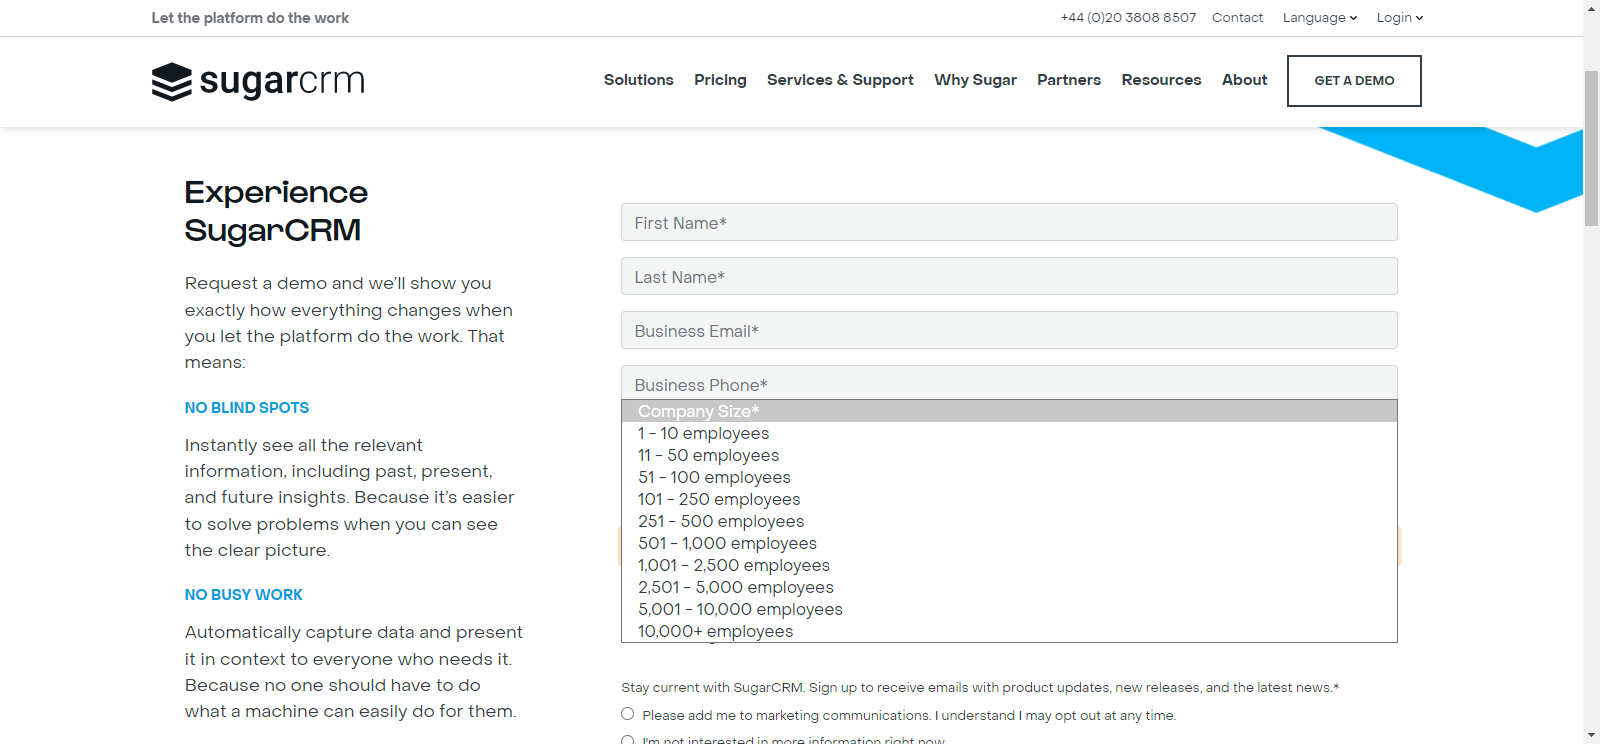 Let the platform do the work
+44 (0)20 3808 8507 Contact Language Login
sugarcrm
Solutions Pricing Services & Support Why Sugar Partners Resources About GET A DEMO
Experience
SugarCRM
Request a demo and we’ll show you
exactly how everything changes when
you let the platform do the work. That
means:
NO BLIND SPOTS
Instantly see all the relevant
information, including past, present,
and future insights. Because it’s easier
to solve problems when you can see
the clear picture.
NO BUSY WORK
Automatically capture data and present
it in context to everyone who needs it.
Because no one should have to do
what a machine can easily do for them.
First Name*
Last Name*
Business Email*
Business Phone*
Company Size*
1 - 10 employees
11 - 50 employees
51 - 100 employees
101 - 250 employees
251 - 500 employees
501 - 1,000 employees
1,001 - 2,500 employees
2,501 - 5,000 employees
5,001 - 10,000 employees
10,000+ employees
Stay current with SugarCRM. Sign up to receive emails with product updates, new releases, and the latest news.*
Please add me to marketing communications. I understand I may opt out at any time.
I'm not interested in more information right now